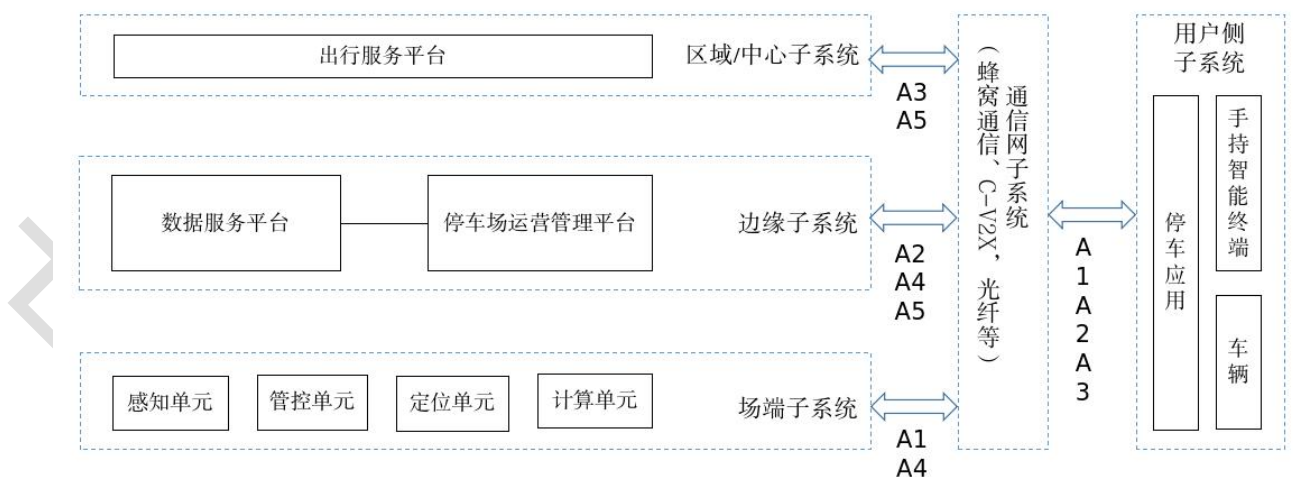 出行服务平台
区域/中心子系统
A3
A5
数据服务平台
停车场运营管理平台
边缘子系统
A2
A4
A5
感知单元
管控单元
定位单元
计算单元
场端子系统
A1
A4
通信网子系统
(蜂窝通信、C-V2X，光纤等)
A
1
A
2
A
3
用户侧
子系统
停车应用
手持智能终端
车辆